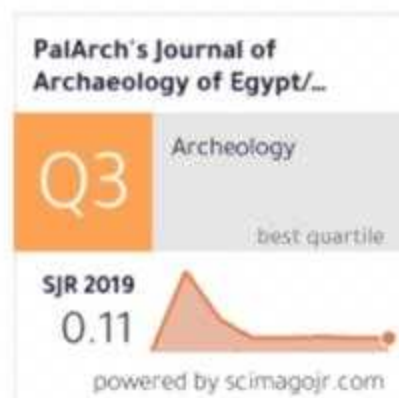 PalArch's Journal of
Archaeology of Egypt/...
Q3
Archeology
best quartile
SJR 2019
0.11
powered by scimagojr.com